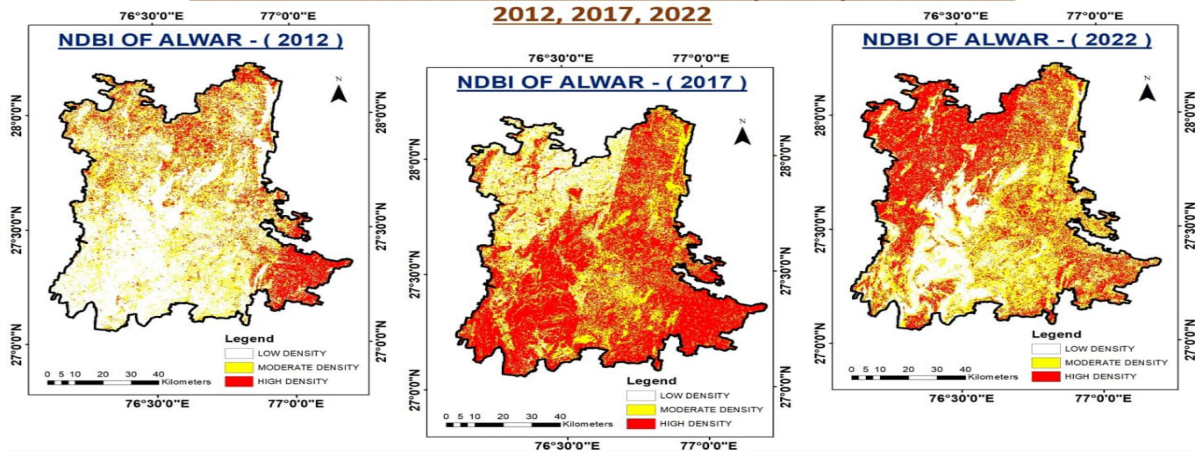 2012, 2017, 2022
NDBI OF ALWAR - ( 2012 )
76°30'0"E
77°0'0"E
28°0'0"N
27°30'0"N
27°0'0"N
28°0'0"N
27°30'0"N
27°0'0"N
N
Legend
LOW DENSITY
MODERATE DENSITY
HIGH DENSITY
0 5 10 20 30 40
Kilometers
76°30'0"E
77°0'0"E
NDBI OF ALWAR - ( 2017 )
76°30'0"E
77°0'0"E
28°0'0"N
27°30'0"N
27°0'0"N
28°0'0"N
27°30'0"N
27°0'0"N
N
Legend
LOW DENSITY
MODERATE DENSITY
HIGH DENSITY
0 5 10 20 30 40
Kilometers
76°30'0"E
77°0'0"E
NDBI OF ALWAR - ( 2022 )
76°30'0"E
77°0'0"E
28°0'0"N
27°30'0"N
27°0'0"N
28°0'0"N
27°30'0"N
27°0'0"N
N
Legend
LOW DENSITY
MODERATE DENSITY
HIGH DENSITY
0 5 10 20 30 40
Kilometers
76°30'0"E
77°0'0"E